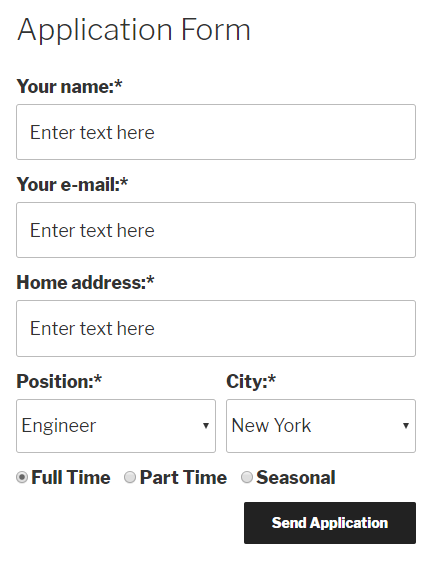 Application Form
Your name:*
Enter text here
Your e-mail:*
Enter text here
Home address:*
Enter text here
Position:* City:*
Engineer New York
Full Time Part Time Seasonal
Send Application